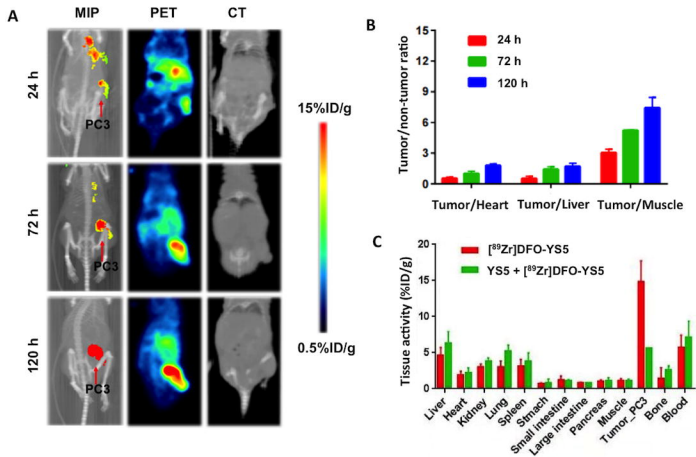 A
MIP PET CT
24 h
PC3
72 h
PC3
120 h
PC3
15%ID/g
0.5%ID/g
B
Tumor/non-tumor ratio
15
12
9
6
3
0
24 h
72 h
120 h
Tumor/Heart Tumor/Liver Tumor/Muscle
C
Tissue activity (%ID/g)
20
15
10
5
0
[⁸⁹Zr]DFO-YS5
YS5 + [⁸⁹Zr]DFO-YS5
Liver
Heart
Kidney
Lung
Spleen
Stmach
Small intestine
Large intestine
Pancreas
Muscle
Tumor_PC3
Bone
Blood